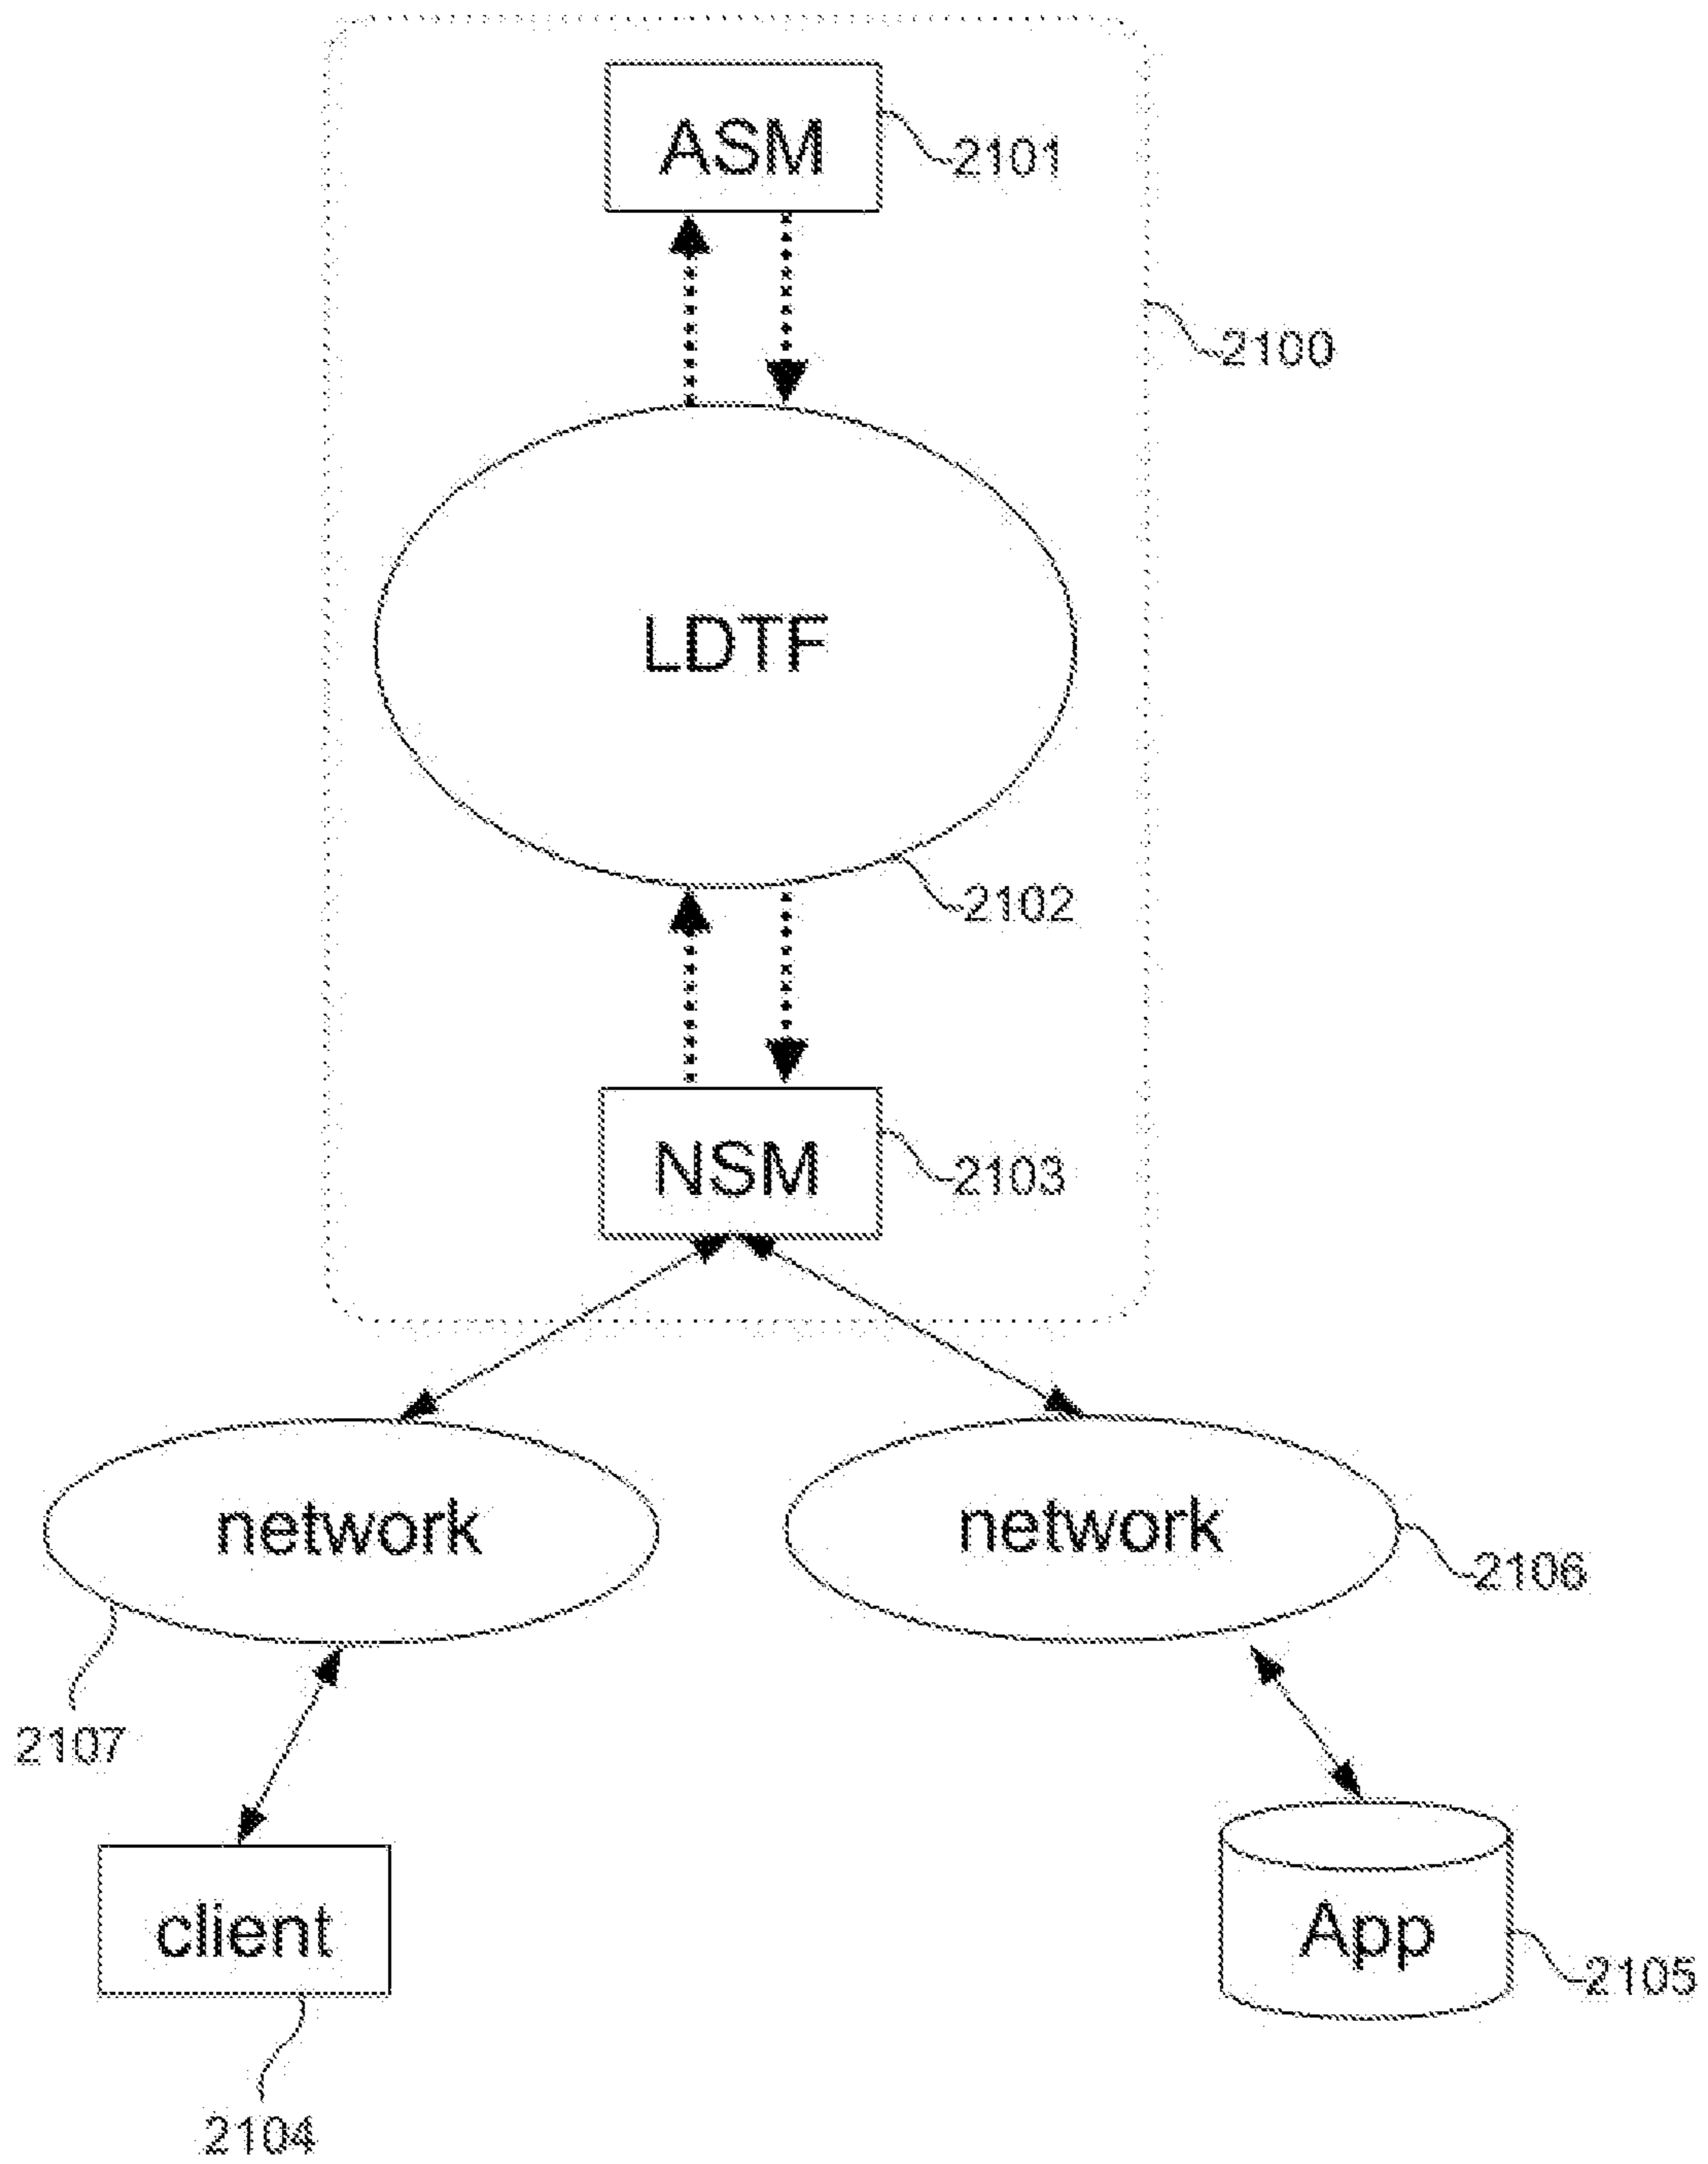 ASM
2101
2100
LDTF
2102
NSM
2103
network
network
2106
2107
client
App
2105
2104